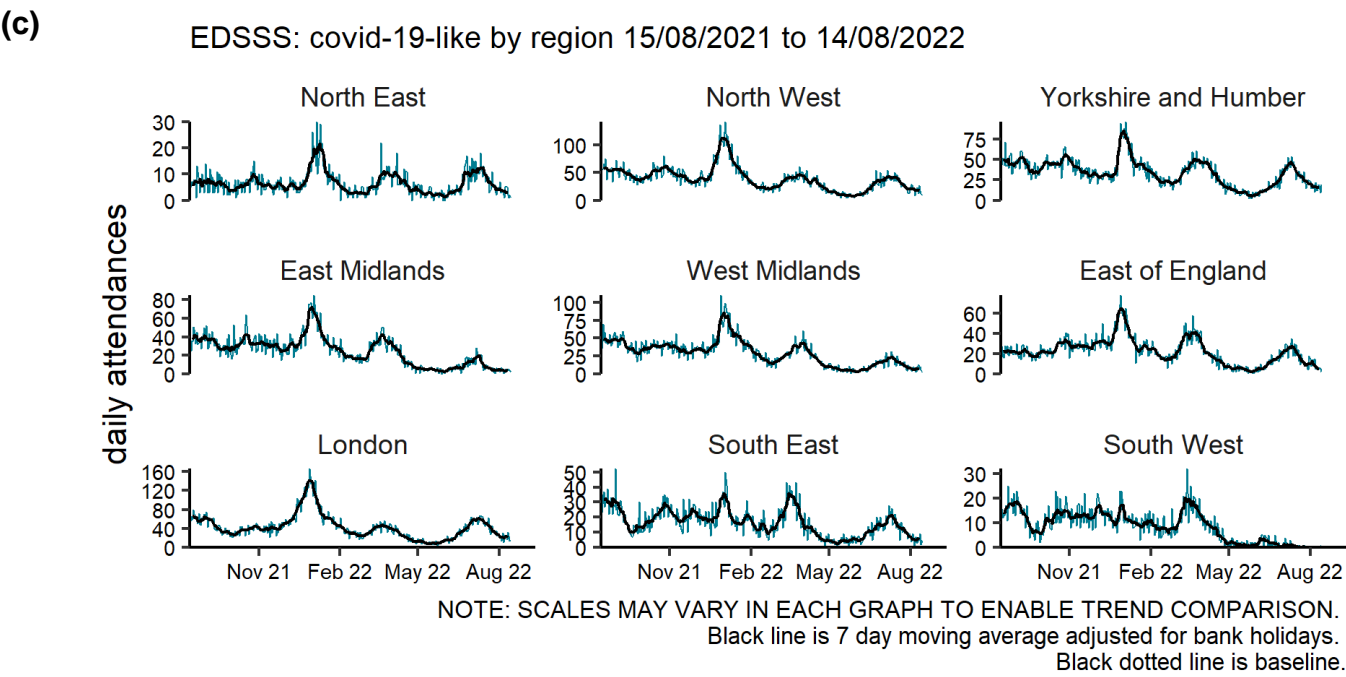 (c)
EDSSS: covid-19-like by region 15/08/2021 to 14/08/2022
daily attendances
North East
30
20
10
0
North West
100
50
0
Yorkshire and Humber
75
50
25
0
East Midlands
80
60
40
20
0
West Midlands
100
75
50
25
0
East of England
60
40
20
0
London
160
120
80
40
0
Nov 21 Feb 22 May 22 Aug 22
South East
50
40
30
20
10
0
Nov 21 Feb 22 May 22 Aug 22
South West
30
20
10
0
Nov 21 Feb 22 May 22 Aug 22
NOTE: SCALES MAY VARY IN EACH GRAPH TO ENABLE TREND COMPARISON.
Black line is 7 day moving average adjusted for bank holidays.
Black dotted line is baseline.